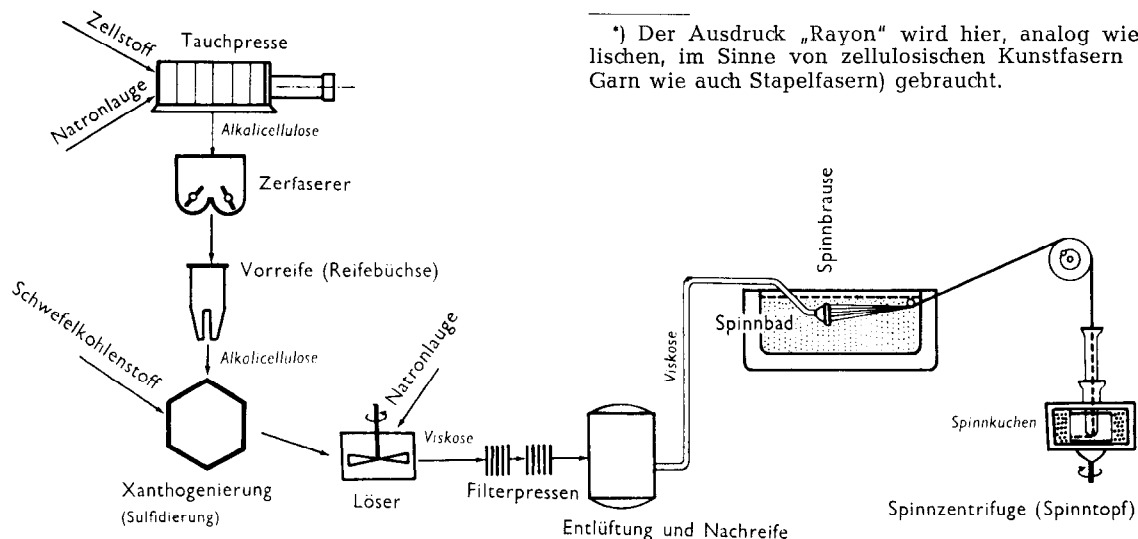 *) Der Ausdruck „Rayon“ wird hier, analog wie
lischen, im Sinne von zellulosischen Kunstfasern
Garn wie auch Stapelfasern) gebraucht.
Zellstoff
Tauchpresse
Natronlauge
Alkalicellulose
Zerfaserer
Vorreife (Reifebüchse)
Schwefelkohlenstoff
Alkalicellulose
Xanthogenierung
(Sulfidierung)
Natronlauge
Viskose
Löser
Filterpressen
Entlüftung und Nachreife
Viskose
Spinnbrause
Spinnbad
Spinnkuchen
Spinnzentrifuge (Spinntopf)